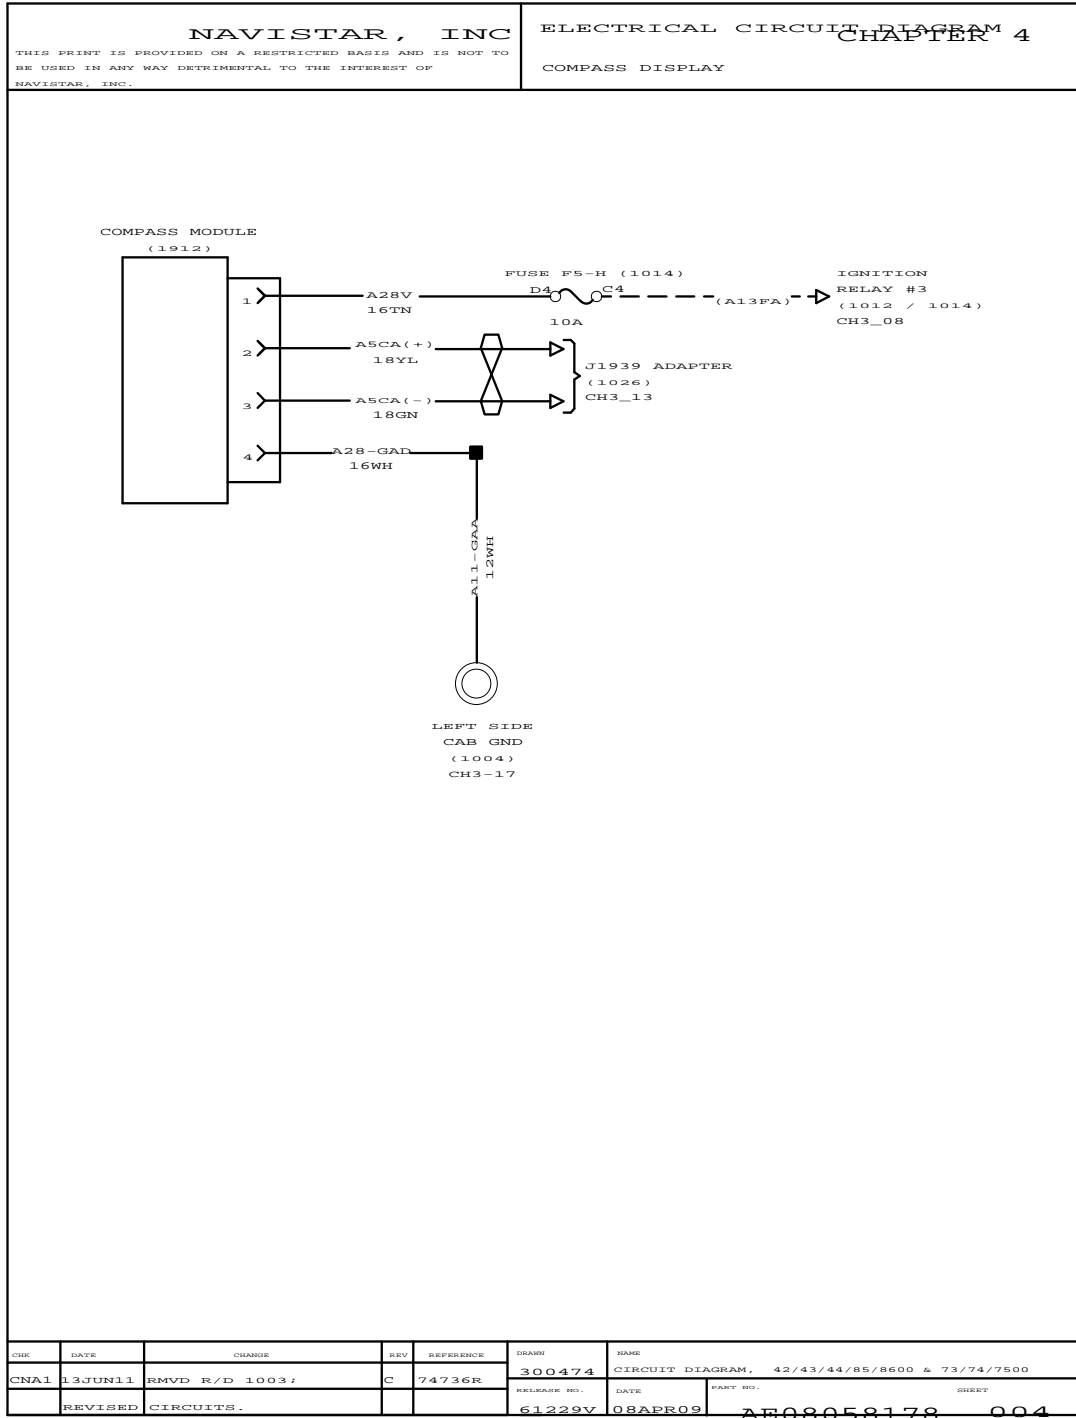 NAVISTAR, INC
THIS PRINT IS PROVIDED ON A RESTRICTED BASIS AND IS NOT TO
BE USED IN ANY WAY DETRIMENTAL TO THE INTEREST OF
NAVISTAR, INC.
ELECTRICAL CIRCUIT DIAGRAM
CHAPTER 4
COMPASS DISPLAY
COMPASS MODULE
(1912)
1
A28V
16TN
FUSE F5-H (1014)
D4
C4
10A
(A13FA)
IGNITION
RELAY #3
(1012 / 1014)
CH3_08
2
A5CA(+)
18YL
J1939 ADAPTER
(1026)
CH3_13
3
A5CA(-)
18GN
4
A28-GAD
16WH
A11-GAA
12WH
LEFT SIDE
CAB GND
(1004)
CH3-17
CHK DATE CHANGE REV REFERENCE
CNA1 13JUN11 RMVD R/D 1003; C 74736R
REVISED CIRCUITS.
DRAWN
300474
NAME
CIRCUIT DIAGRAM, 42/43/44/85/8600 & 73/74/7500
RELEASE NO.
61229V
DATE
08APR09
PART NO.
AE08058178
SHEET
004